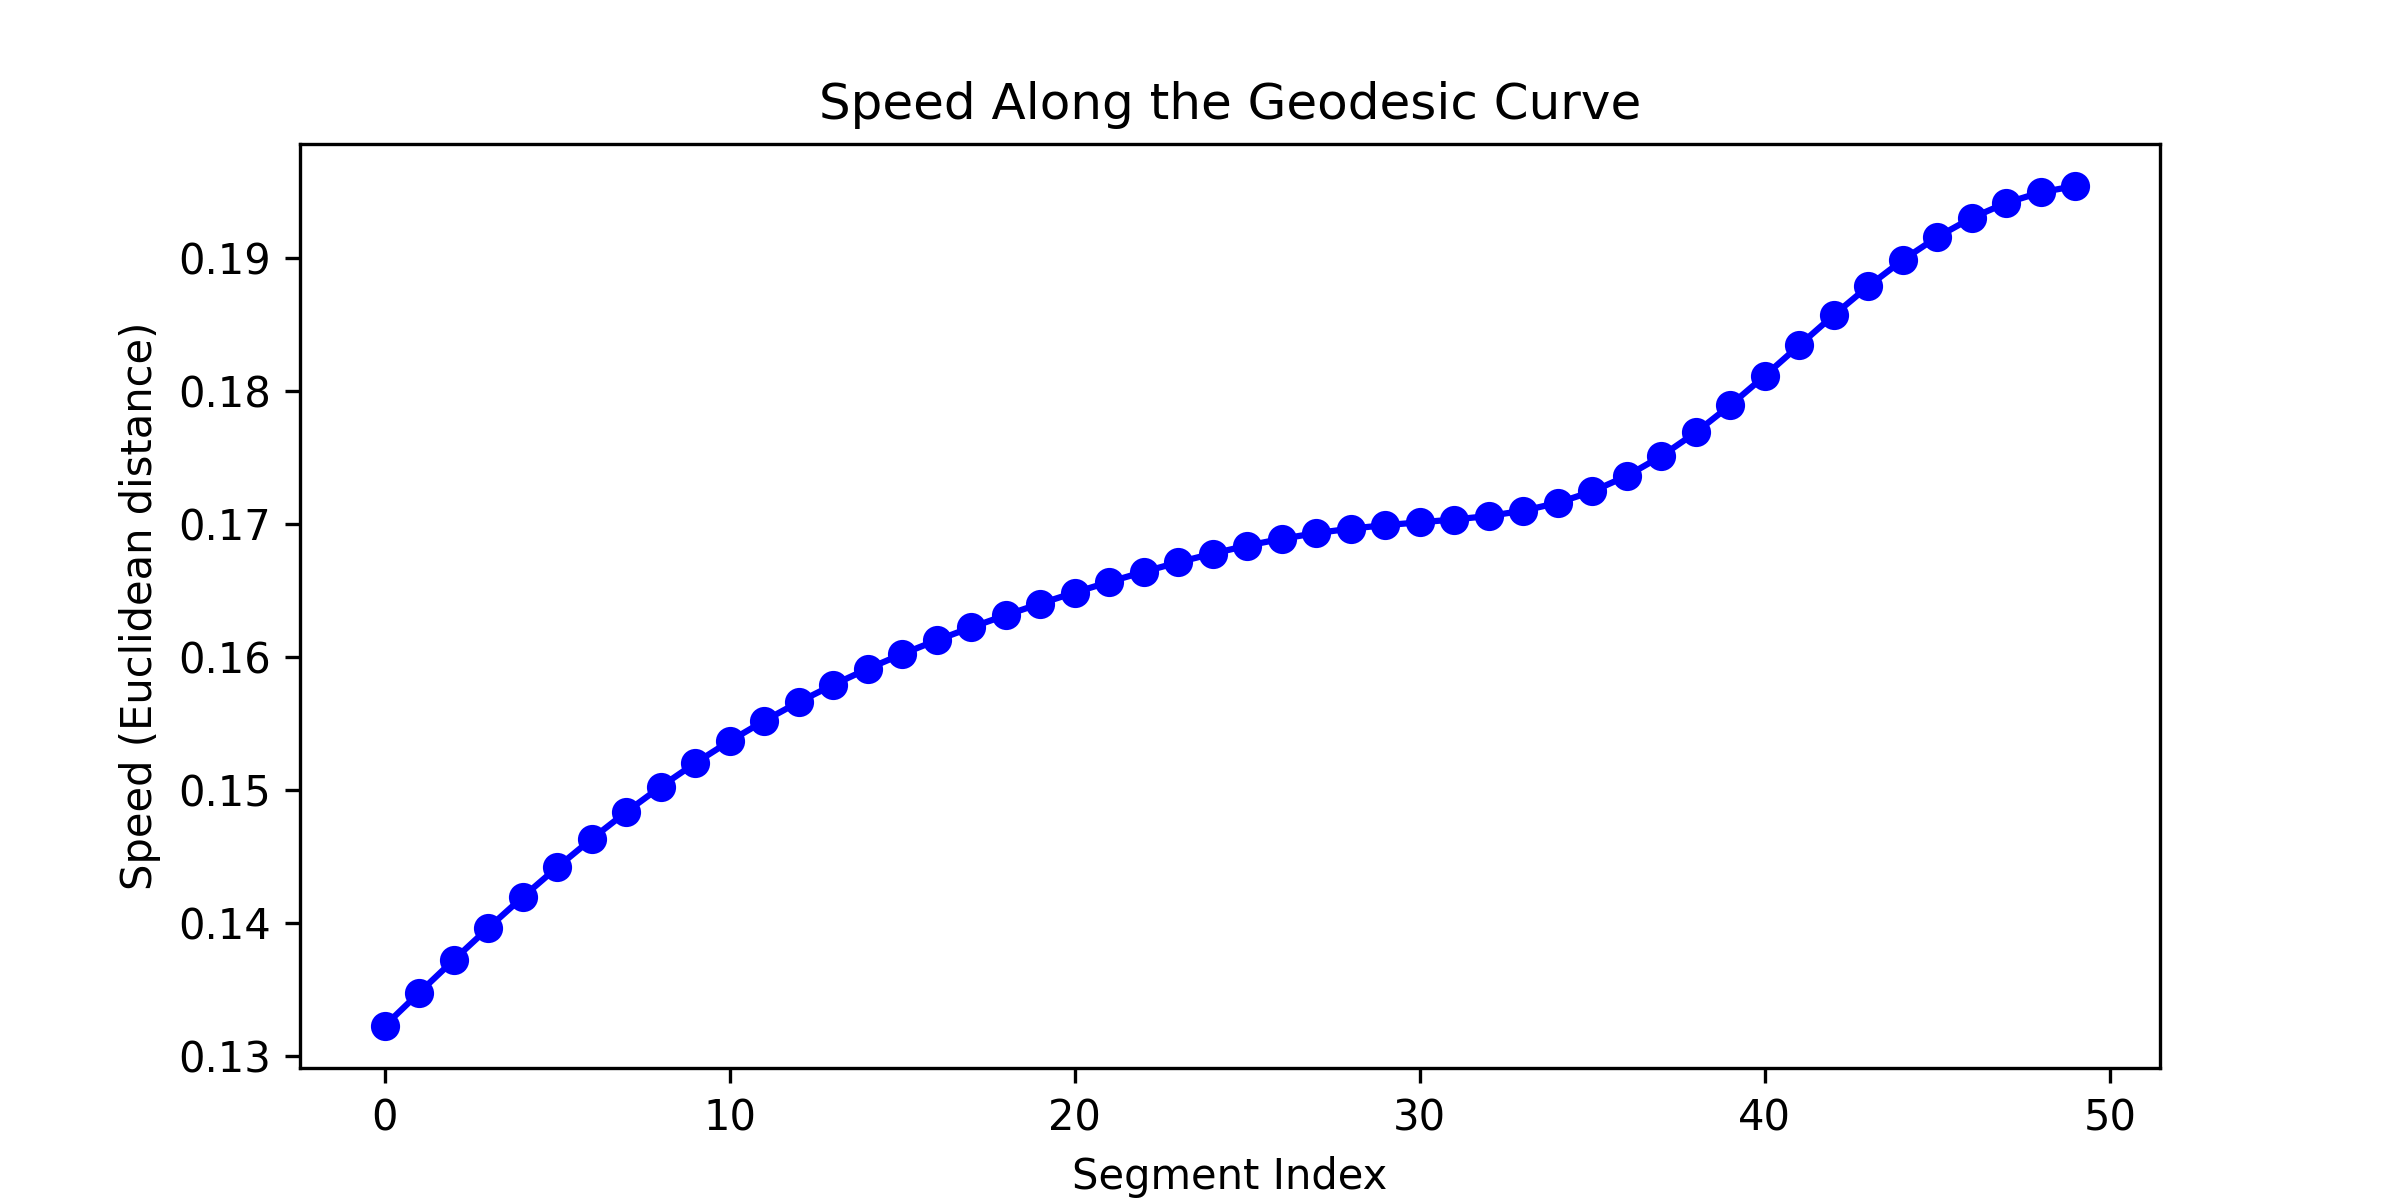 Speed Along the Geodesic Curve
Speed (Euclidean distance)
0.19
0.18
0.17
0.16
0.15
0.14
0.13
0 10 20 30 40 50
Segment Index